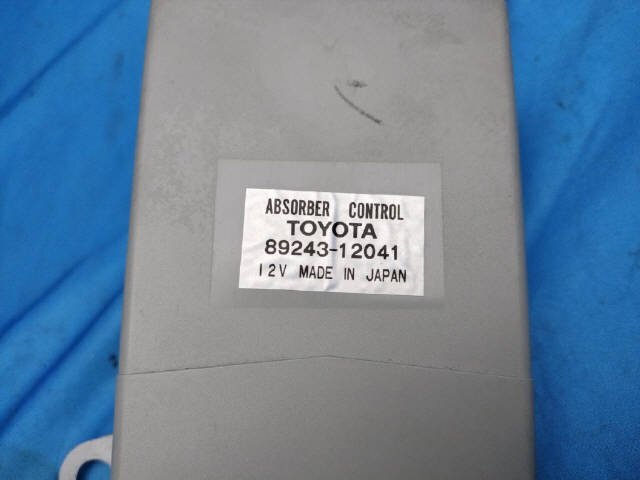 ABSORBER CONTROL
TOYOTA
89243-12041
12V MADE IN JAPAN